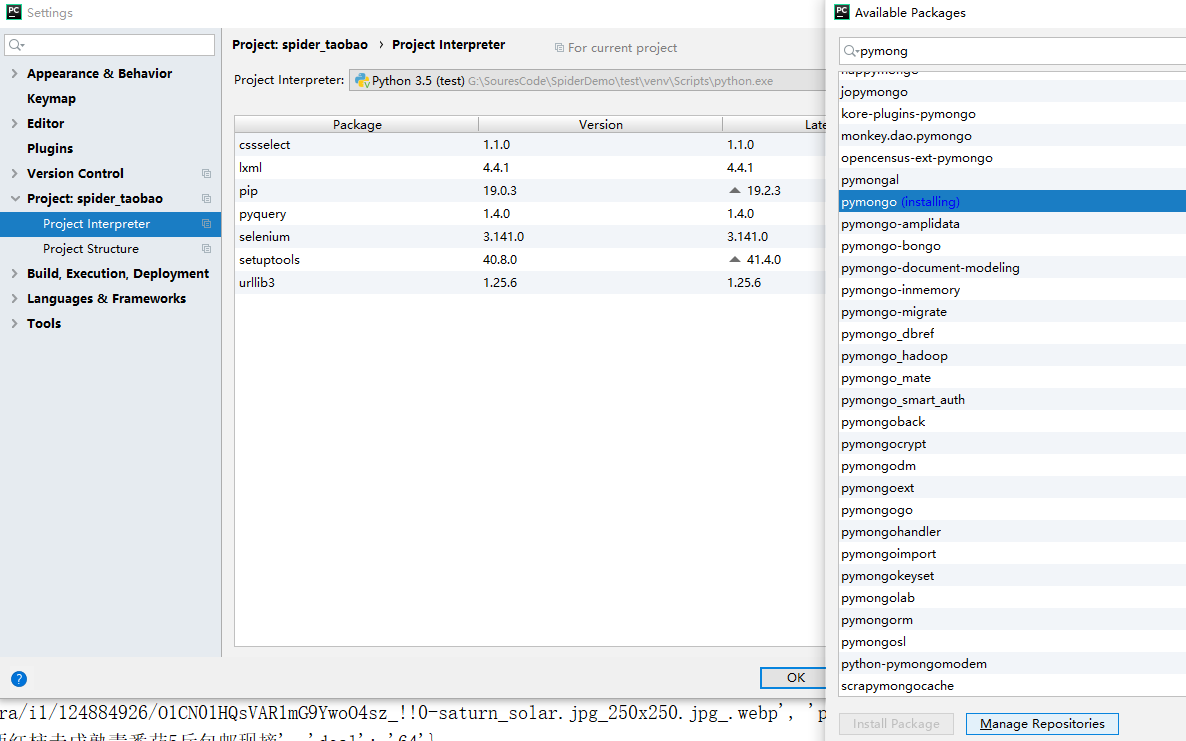 Settings
Appearance & Behavior
Keymap
Editor
Plugins
Version Control
Project: spider_taobao
Project Interpreter
Project Structure
Build, Execution, Deployment
Languages & Frameworks
Tools
?
Project: spider_taobao › Project Interpreter For current project
Project Interpreter: Python 3.5 (test) G:\SouresCode\SpiderDemo\test\venv\Scripts\python.exe
Package Version Late
cssselect 1.1.0 1.1.0
lxml 4.4.1 4.4.1
pip 19.0.3 19.2.3
pyquery 1.4.0 1.4.0
selenium 3.141.0 3.141.0
setuptools 40.8.0 41.4.0
urllib3 1.25.6 1.25.6
OK
Available Packages
pymong
happymongo
jopymongo
kore-plugins-pymongo
monkey.dao.pymongo
opencensus-ext-pymongo
pymongal
pymongo (installing)
pymongo-amplidata
pymongo-bongo
pymongo-document-modeling
pymongo-inmemory
pymongo-migrate
pymongo_dbref
pymongo_hadoop
pymongo_mate
pymongo_smart_auth
pymongoback
pymongocrypt
pymongodm
pymongoext
pymongogo
pymongohandler
pymongoimport
pymongokeyset
pymongolab
pymongorm
pymongosl
python-pymongomodem
scrapymongocache
Install Package
Manage Repositories
ra/i1/124884926/O1CN01HQsVAR1mG9YwoO4sz_!!0-saturn_solar.jpg_250x250.jpg_.webp', 'p